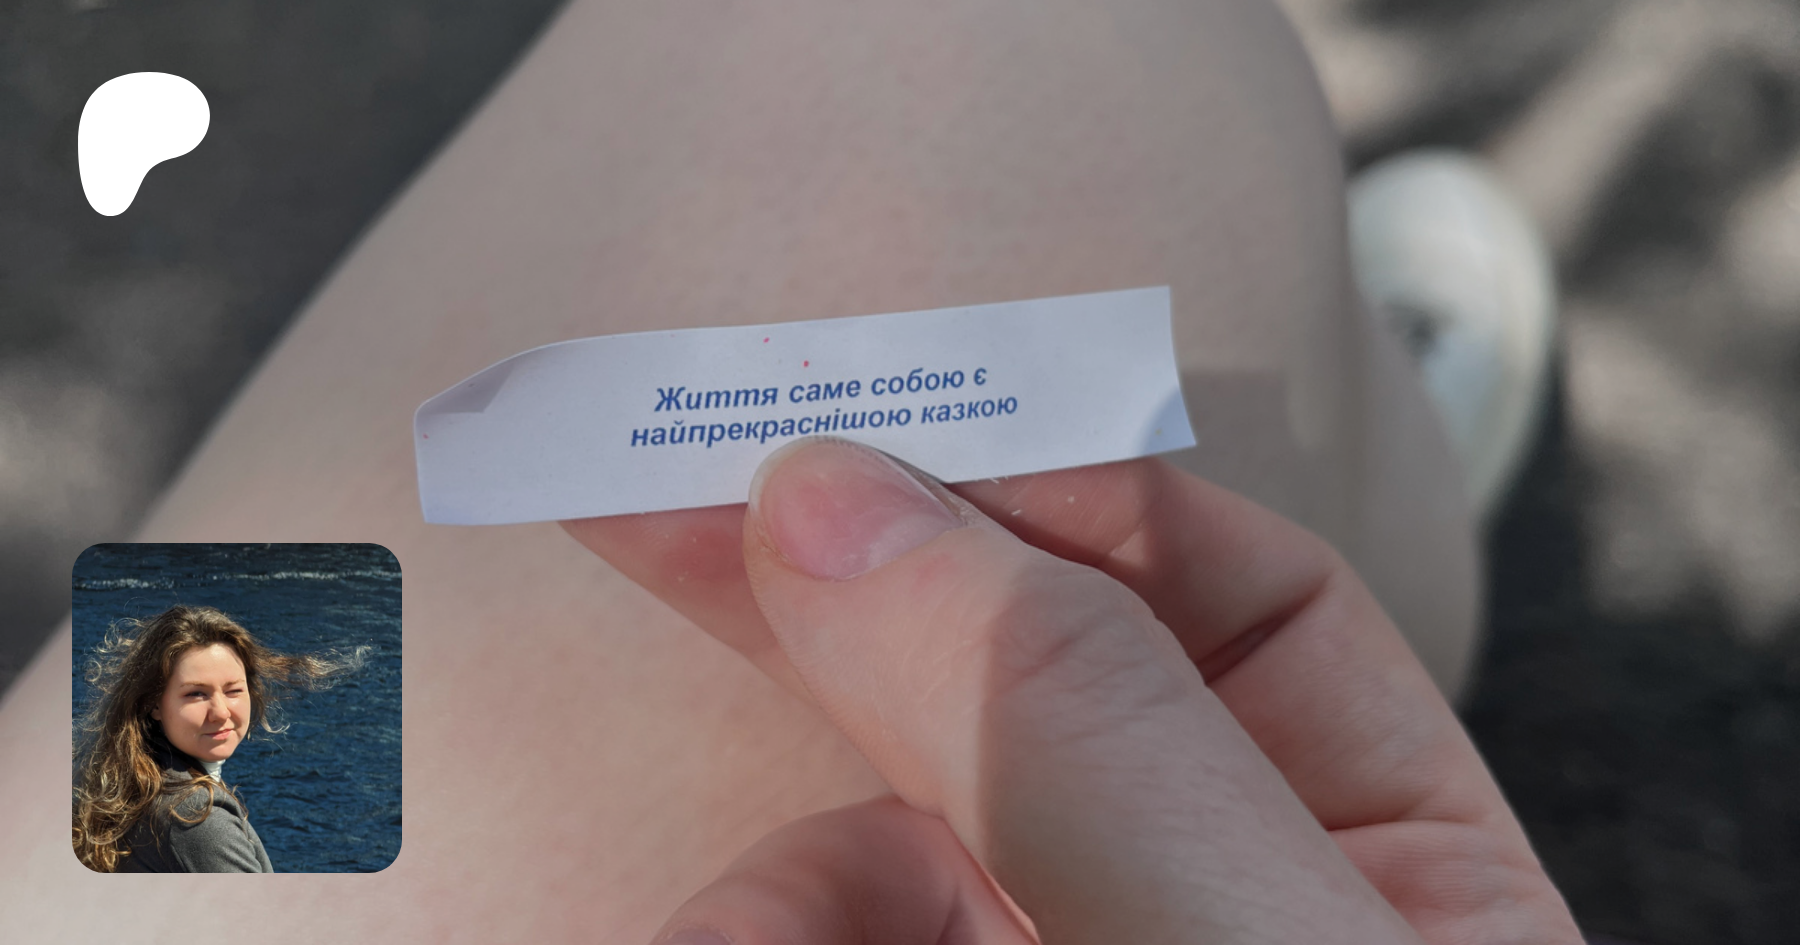 Життя саме собою є
найпрекраснішою казкою